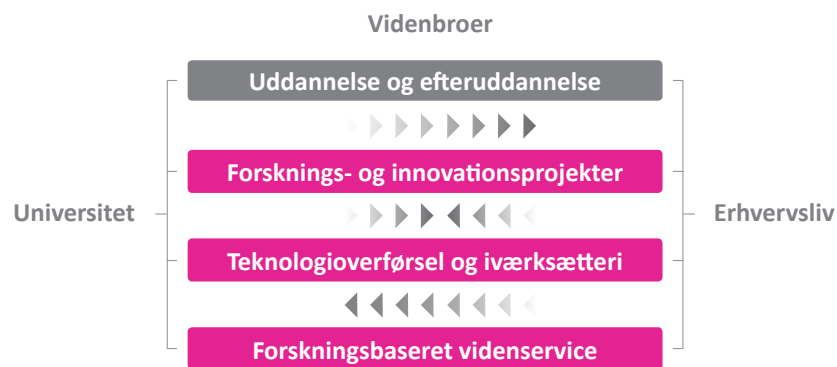 Videnbroer
Uddannelse og efteruddannelse
Forsknings- og innovationsprojekter
Universitet
Erhvervsliv
Teknologioverførsel og iværksætteri
Forskningsbaseret videnservice